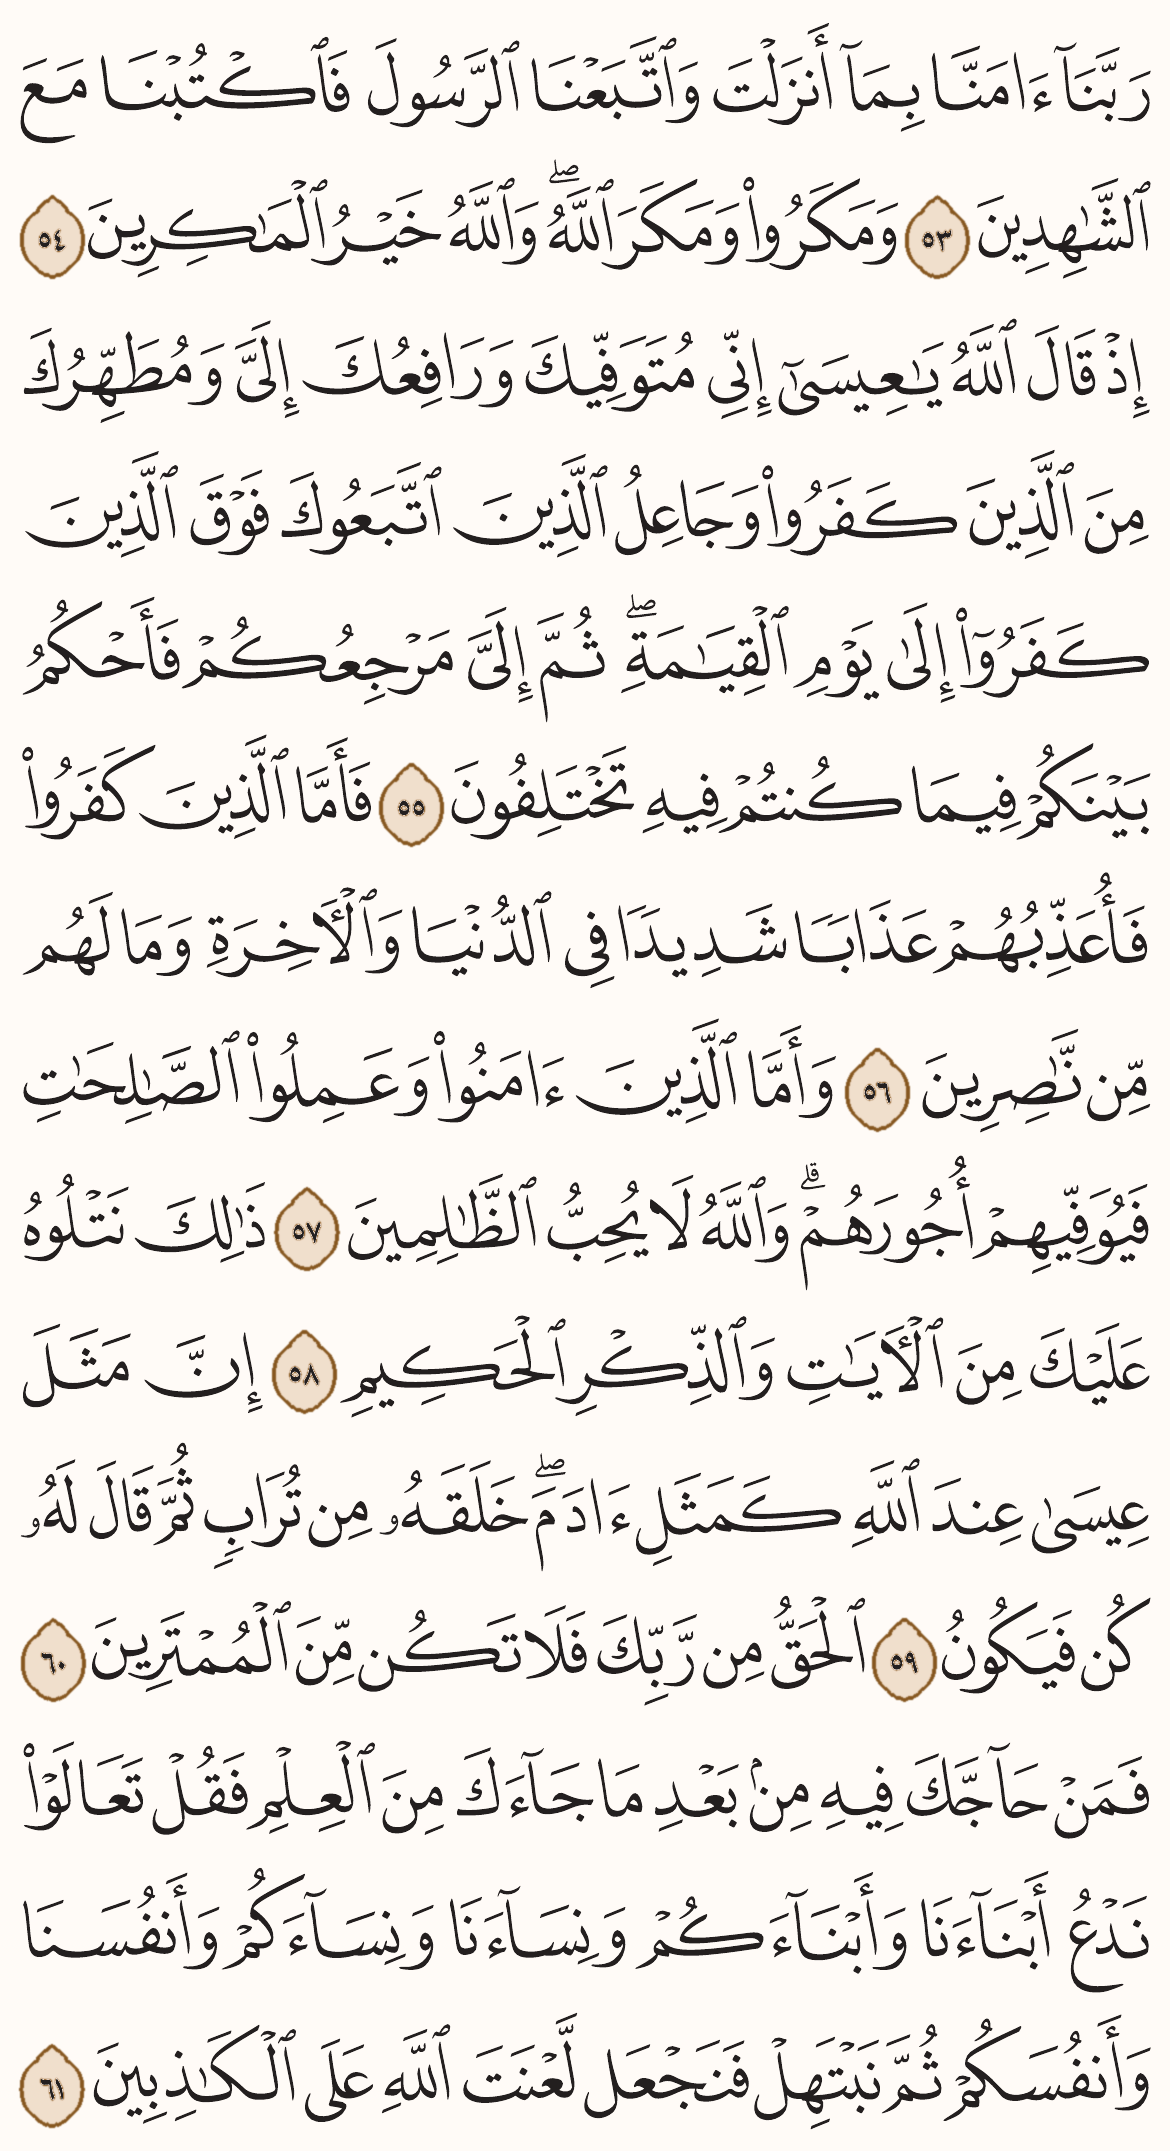 رَبَّنَآ ءَامَنَّا بِمَآ أَنزَلْتَ وَٱتَّبَعْنَا ٱلرَّسُولَ فَٱكْتُبْنَا مَعَ
ٱلشَّٰهِدِينَ ٥٣ وَمَكَرُوا۟ وَمَكَرَ ٱللَّهُ ۖ وَٱللَّهُ خَيْرُ ٱلْمَٰكِرِينَ ٥٤
إِذْ قَالَ ٱللَّهُ يَٰعِيسَىٰٓ إِنِّى مُتَوَفِّيكَ وَرَافِعُكَ إِلَىَّ وَمُطَهِّرُكَ
مِنَ ٱلَّذِينَ كَفَرُوا۟ وَجَاعِلُ ٱلَّذِينَ ٱتَّبَعُوكَ فَوْقَ ٱلَّذِينَ
كَفَرُوٓا۟ إِلَىٰ يَوْمِ ٱلْقِيَٰمَةِ ۖ ثُمَّ إِلَىَّ مَرْجِعُكُمْ فَأَحْكُمُ
بَيْنَكُمْ فِيمَا كُنتُمْ فِيهِ تَخْتَلِفُونَ ٥٥ فَأَمَّا ٱلَّذِينَ كَفَرُوا۟
فَأُعَذِّبُهُمْ عَذَابًا شَدِيدًا فِى ٱلدُّنْيَا وَٱلْـَٔاخِرَةِ وَمَا لَهُم
مِّن نَّٰصِرِينَ ٥٦ وَأَمَّا ٱلَّذِينَ ءَامَنُوا۟ وَعَمِلُوا۟ ٱلصَّٰلِحَٰتِ
فَيُوَفِّيهِمْ أُجُورَهُمْ ۗ وَٱللَّهُ لَا يُحِبُّ ٱلظَّٰلِمِينَ ٥٧ ذَٰلِكَ نَتْلُوهُ
عَلَيْكَ مِنَ ٱلْـَٔايَٰتِ وَٱلذِّكْرِ ٱلْحَكِيمِ ٥٨ إِنَّ مَثَلَ
عِيسَىٰ عِندَ ٱللَّهِ كَمَثَلِ ءَادَمَ ۖ خَلَقَهُۥ مِن تُرَابٍ ثُمَّ قَالَ لَهُۥ
كُن فَيَكُونُ ٥٩ ٱلْحَقُّ مِن رَّبِّكَ فَلَا تَكُن مِّنَ ٱلْمُمْتَرِينَ ٦٠
فَمَنْ حَآجَّكَ فِيهِ مِنۢ بَعْدِ مَا جَآءَكَ مِنَ ٱلْعِلْمِ فَقُلْ تَعَالَوْا۟
نَدْعُ أَبْنَآءَنَا وَأَبْنَآءَكُمْ وَنِسَآءَنَا وَنِسَآءَكُمْ وَأَنفُسَنَا
وَأَنفُسَكُمْ ثُمَّ نَبْتَهِلْ فَنَجْعَل لَّعْنَتَ ٱللَّهِ عَلَى ٱلْكَٰذِبِينَ ٦١